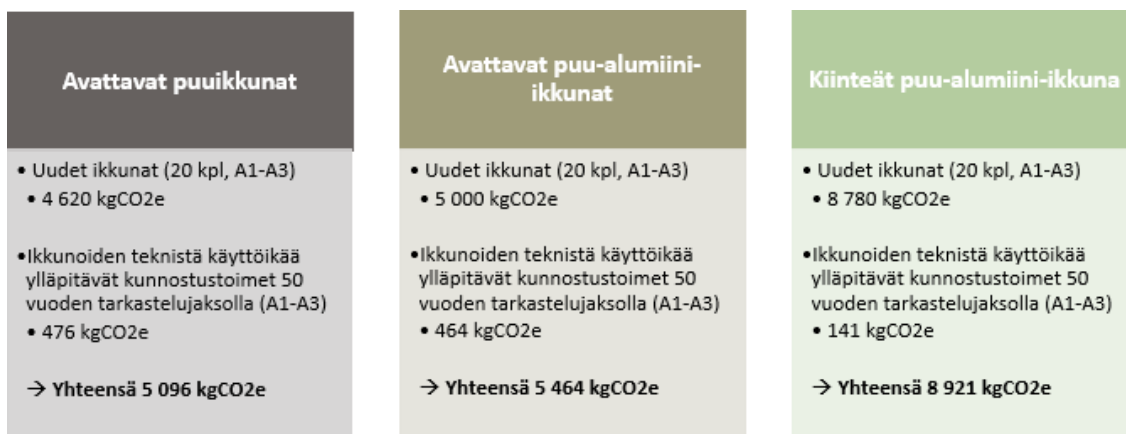 Avattavat puuikkunat
• Uudet ikkunat (20 kpl, A1-A3)
• 4 620 kgCO2e
•Ikkunoiden teknistä käyttöikää
ylläpitävät kunnostustoimet 50
vuoden tarkastelujaksolla (A1-A3)
• 476 kgCO2e
→ Yhteensä 5 096 kgCO2e
Avattavat puu-alumiini-
ikkunat
• Uudet ikkunat (20 kpl, A1-A3)
• 5 000 kgCO2e
•Ikkunoiden teknistä käyttöikää
ylläpitävät kunnostustoimet 50
vuoden tarkastelujaksolla (A1-A3)
• 464 kgCO2e
→ Yhteensä 5 464 kgCO2e
Kiinteät puu-alumiini-ikkuna
• Uudet ikkunat (20 kpl, A1-A3)
• 8 780 kgCO2e
•Ikkunoiden teknistä käyttöikää
ylläpitävät kunnostustoimet 50
vuoden tarkastelujaksolla (A1-A3)
• 141 kgCO2e
→ Yhteensä 8 921 kgCO2e